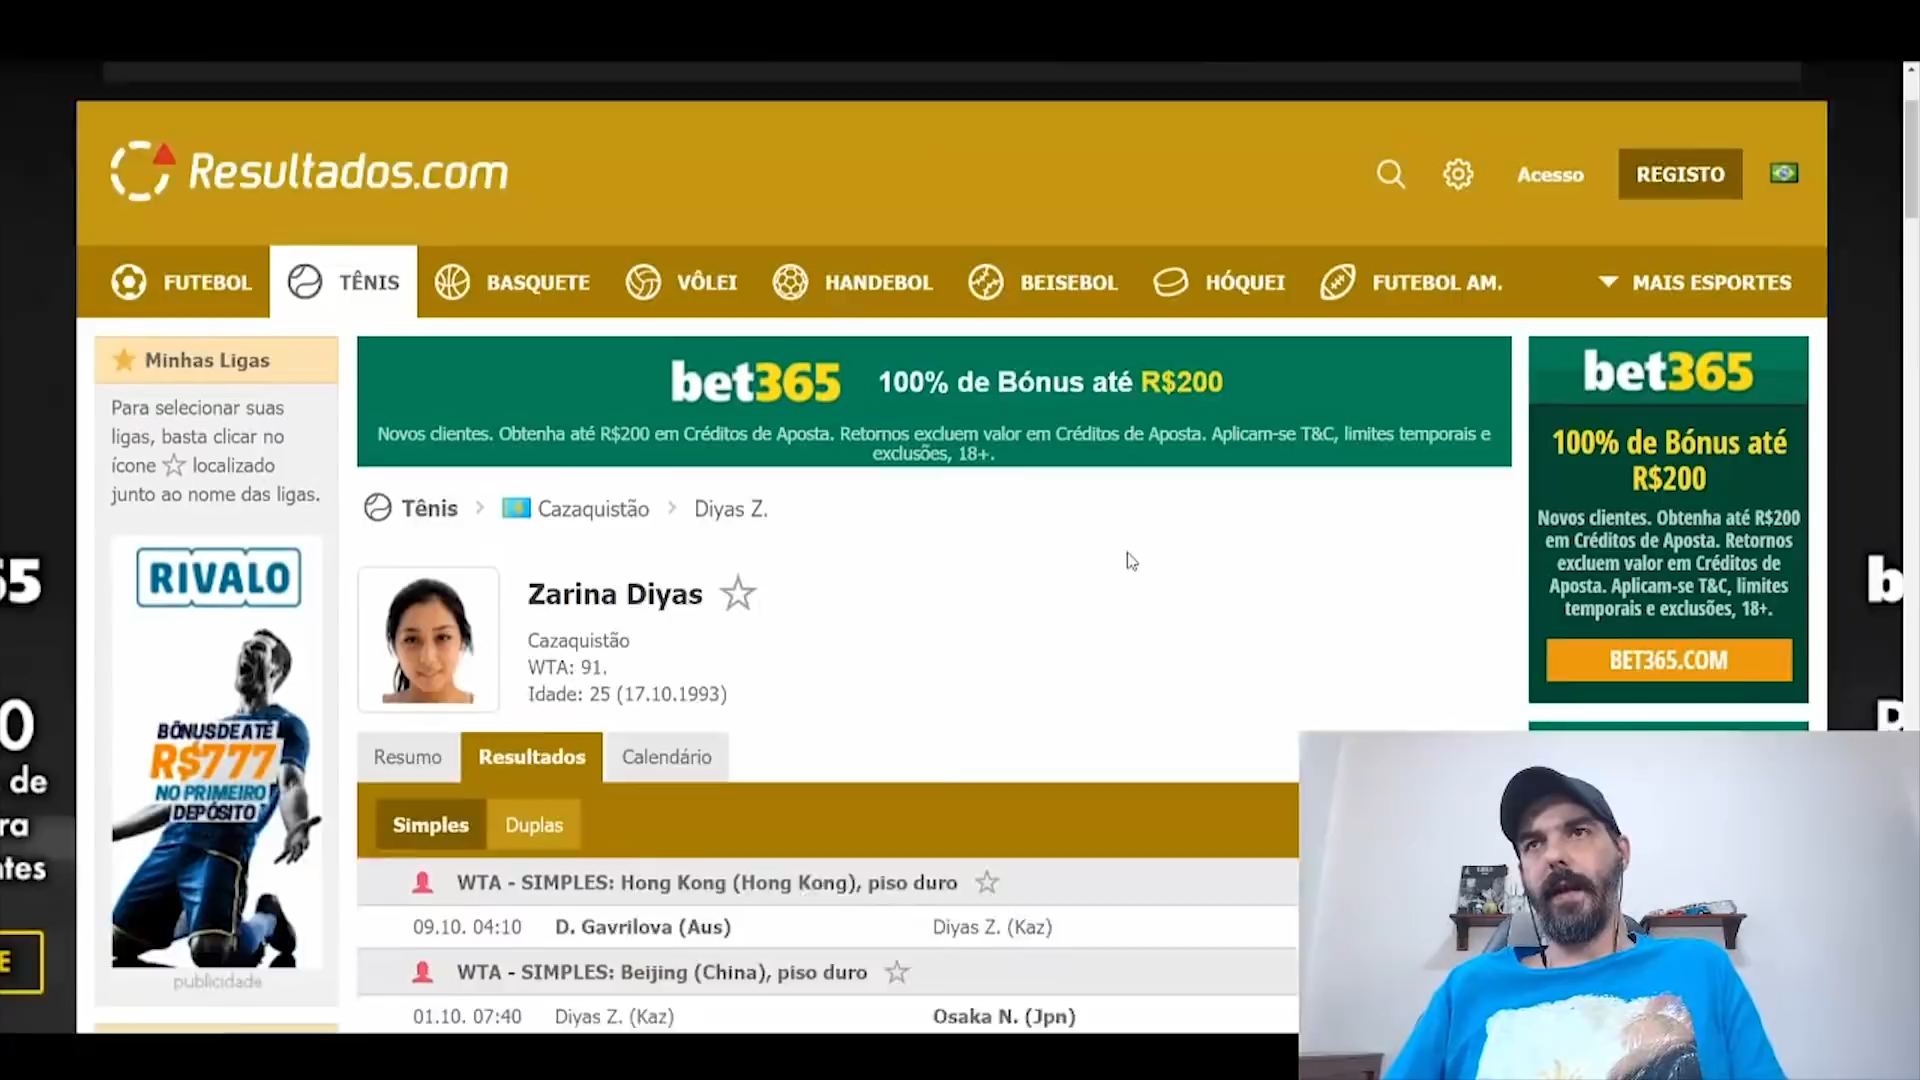 Resultados.com
Acesso
REGISTO
FUTEBOL
TÊNIS
BASQUETE
VÔLEI
HANDEBOL
BEISEBOL
HÓQUEI
FUTEBOL AM.
MAIS ESPORTES
Minhas Ligas
Para selecionar suas
ligas, basta clicar no
ícone localizado
junto ao nome das ligas.
RIVALO
BÔNUS DE ATÉ
R$777
NO PRIMEIRO
DEPÓSITO
publicidade
bet365 100% de Bónus até R$200
Novos clientes. Obtenha até R$200 em Créditos de Aposta. Retornos excluem valor em Créditos de Aposta. Aplicam-se T&C, limites temporais e
exclusões, 18+.
Tênis
Cazaquistão
Diyas Z.
Zarina Diyas
Cazaquistão
WTA: 91.
Idade: 25 (17.10.1993)
Resumo
Resultados
Calendário
Simples
Duplas
WTA - SIMPLES: Hong Kong (Hong Kong), piso duro
09.10. 04:10 D. Gavrilova (Aus) Diyas Z. (Kaz)
WTA - SIMPLES: Beijing (China), piso duro
01.10. 07:40 Diyas Z. (Kaz) Osaka N. (Jpn)
bet365
100% de Bónus até
R$200
Novos clientes. Obtenha até R$200
em Créditos de Aposta. Retornos
excluem valor em Créditos de
Aposta. Aplicam-se T&C, limites
temporais e exclusões, 18+.
BET365.COM
65
0
de
ra
ntes
E
b